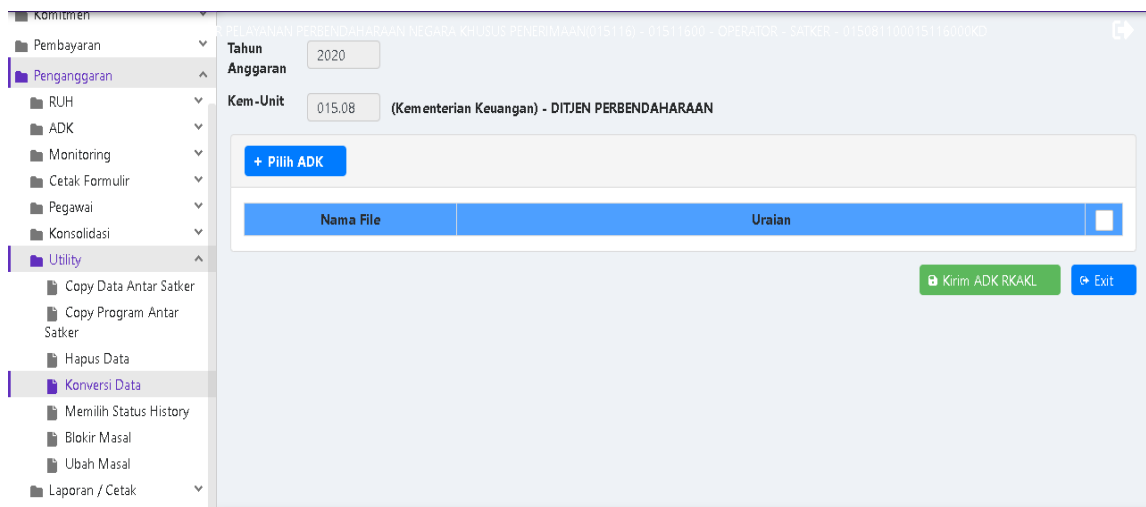 Komitmen
Pembayaran
Penganggaran
RUH
ADK
Monitoring
Cetak Formulir
Pegawai
Konsolidasi
Utility
Copy Data Antar Satker
Copy Program Antar
Satker
Hapus Data
Konversi Data
Memilih Status History
Blokir Masal
Ubah Masal
Laporan / Cetak
R PELAYANAN PERBENDAHARAAN NEGARA KHUSUS PENERIMAAN(015116) - 01511600 - OPERATOR - SATKER - 015081100015116000KD
Tahun
Anggaran
2020
Kem-Unit
015.08 (Kementerian Keuangan) - DITJEN PERBENDAHARAAN
+ Pilih ADK
Nama File Uraian
Kirim ADK RKAKL Exit